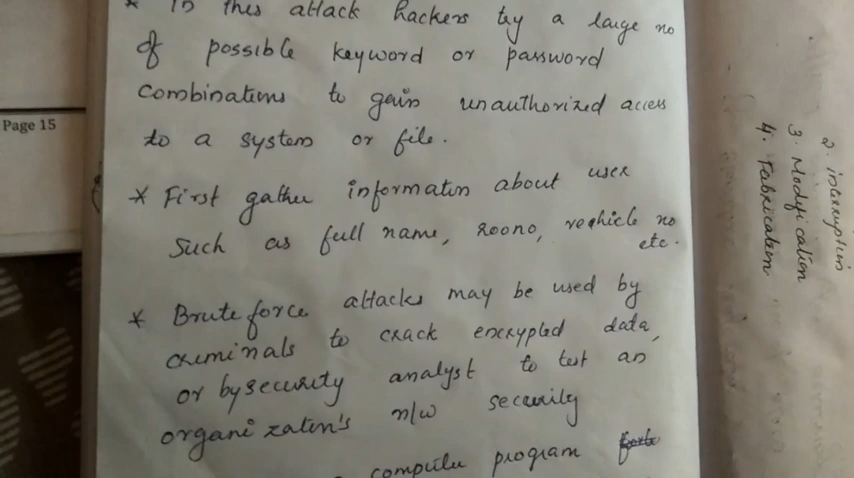 * In this attack hackers try a large no
of possible keyword or password
Combinations to gain unauthorized access
to a system or file.
* First gather information about user
Such as full name, roono, vechicle no
etc.
* Brute force attacks may be used by
criminals to crack encrypted data,
or by security analyst to test an
organization's n/w security
computer program
Page 15
2. interruption
3. Modification
4. Fabrication